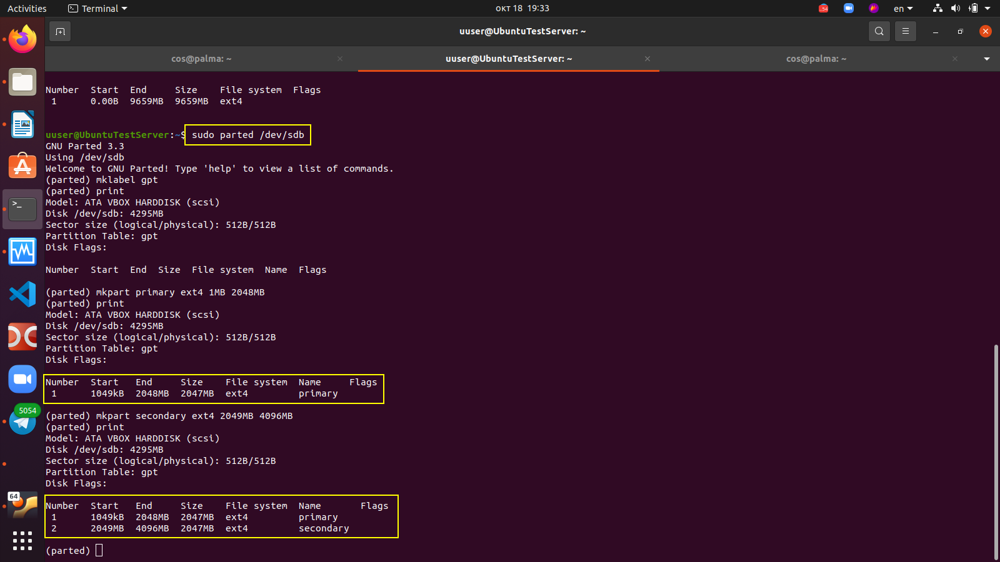 Activities Terminal окт 18 19:33 en
uuser@UbuntuTestServer: ~
cos@palma: ~ uuser@UbuntuTestServer: ~ cos@palma: ~
Number Start End Size File system Flags
1 0.00B 9659MB 9659MB ext4
uuser@UbuntuTestServer:~$ sudo parted /dev/sdb
GNU Parted 3.3
Using /dev/sdb
Welcome to GNU Parted! Type 'help' to view a list of commands.
(parted) mklabel gpt
(parted) print
Model: ATA VBOX HARDDISK (scsi)
Disk /dev/sdb: 4295MB
Sector size (logical/physical): 512B/512B
Partition Table: gpt
Disk Flags:
Number Start End Size File system Name Flags
(parted) mkpart primary ext4 1MB 2048MB
(parted) print
Model: ATA VBOX HARDDISK (scsi)
Disk /dev/sdb: 4295MB
Sector size (logical/physical): 512B/512B
Partition Table: gpt
Disk Flags:
Number Start End Size File system Name Flags
1 1049kB 2048MB 2047MB ext4 primary
(parted) mkpart secondary ext4 2049MB 4096MB
(parted) print
Model: ATA VBOX HARDDISK (scsi)
Disk /dev/sdb: 4295MB
Sector size (logical/physical): 512B/512B
Partition Table: gpt
Disk Flags:
Number Start End Size File system Name Flags
1 1049kB 2048MB 2047MB ext4 primary
2 2049MB 4096MB 2047MB ext4 secondary
(parted)
5054
64